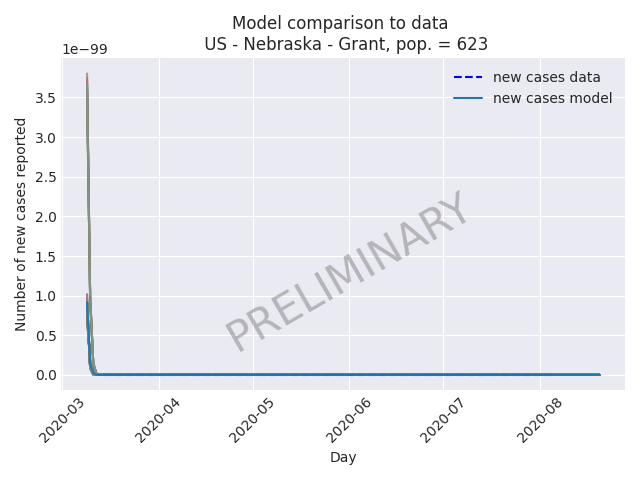 Model comparison to data
US - Nebraska - Grant, pop. = 623
1e−99
new cases data
new cases model
3.5
3.0
2.5
2.0
1.5
1.0
0.5
0.0
Number of new cases reported
PRELIMINARY
2020-03
2020-04
2020-05
2020-06
2020-07
2020-08
Day